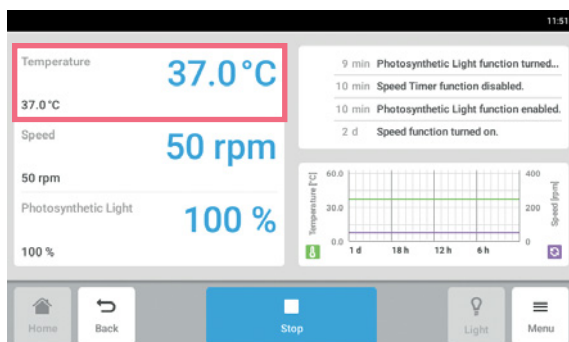 11:51
Temperature
37.0 °C
37.0 °C
Speed
50 rpm
50 rpm
Photosynthetic Light
100 %
100 %
9 min Photosynthetic Light function turned...
10 min Speed Timer function disabled.
10 min Photosynthetic Light function enabled.
2 d Speed function turned on.
Temperature [°C]
60.0
30.0
0.0
400
200
0
Speed [rpm]
1 d 18 h 12 h 6 h
Home
Back
Stop
Light
Menu